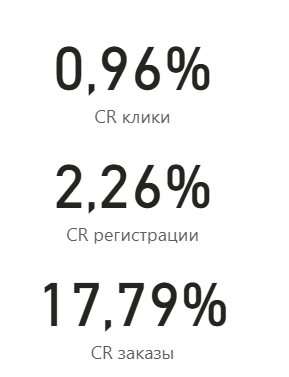 0,96%
CR клики
2,26%
CR регистрации
17,79%
CR заказы